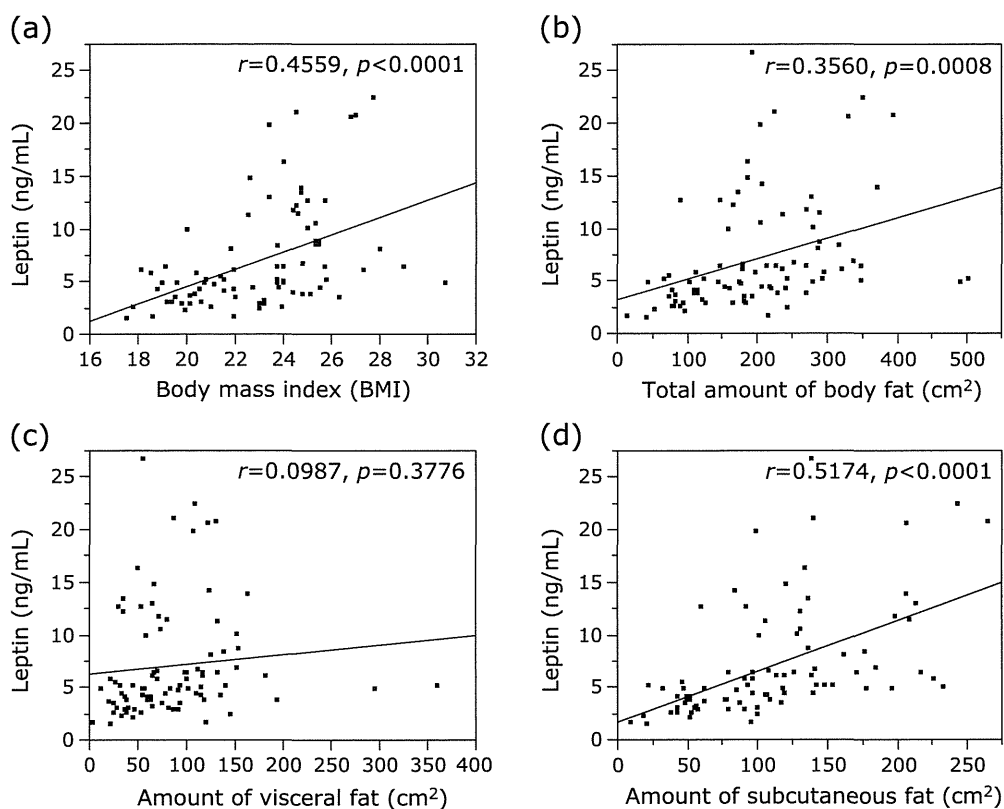 (a)
r=0.4559, p<0.0001
Leptin (ng/mL)
25
20
15
10
5
0
16 18 20 22 24 26 28 30 32
Body mass index (BMI)
(b)
r=0.3560, p=0.0008
Leptin (ng/mL)
25
20
15
10
5
0
0 100 200 300 400 500
Total amount of body fat (cm²)
(c)
r=0.0987, p=0.3776
Leptin (ng/mL)
25
20
15
10
5
0
0 50 100 150 200 250 300 350 400
Amount of visceral fat (cm²)
(d)
r=0.5174, p<0.0001
Leptin (ng/mL)
25
20
15
10
5
0
0 50 100 150 200 250
Amount of subcutaneous fat (cm²)